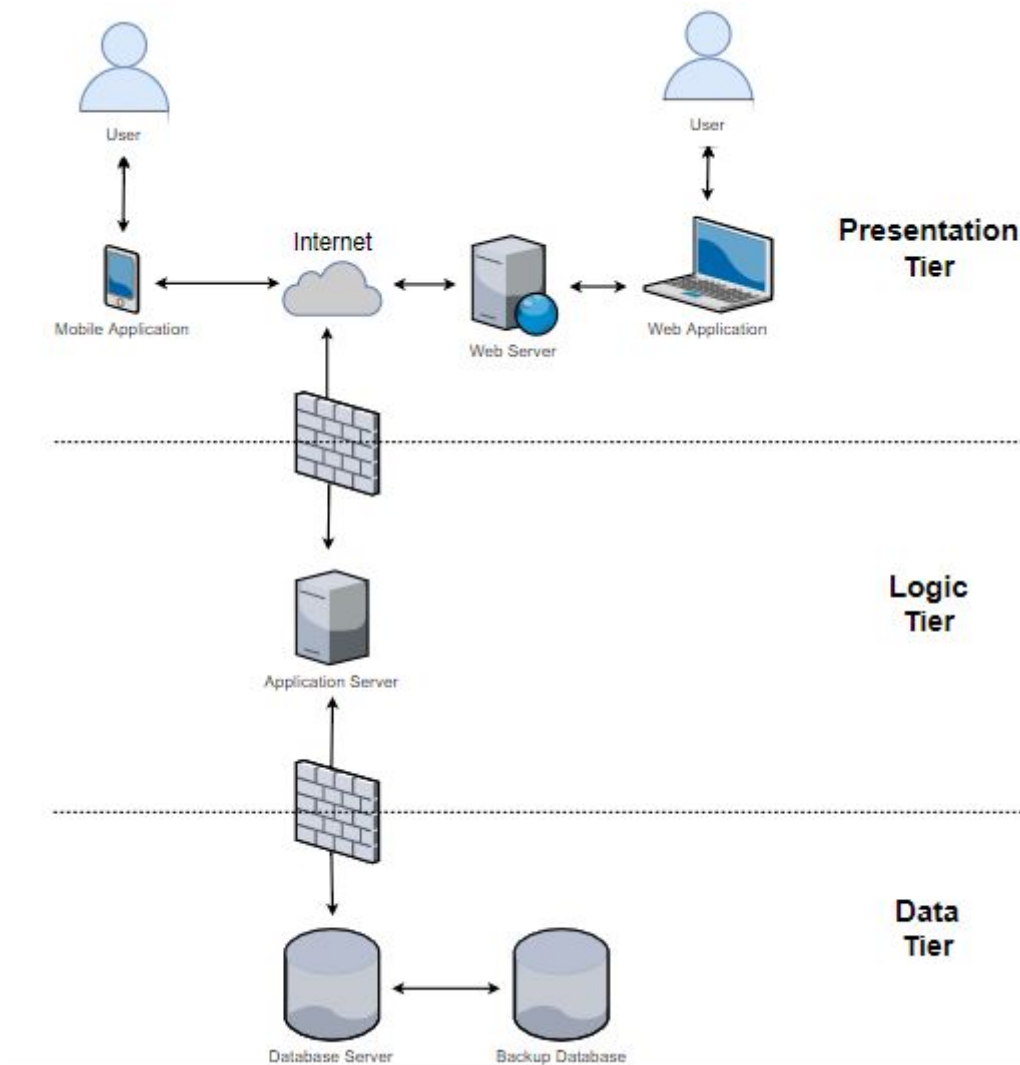 User
User
Internet
Presentation
Tier
Mobile Application
Web Server
Web Application
Logic
Tier
Application Server
Data
Tier
Database Server
Backup Database